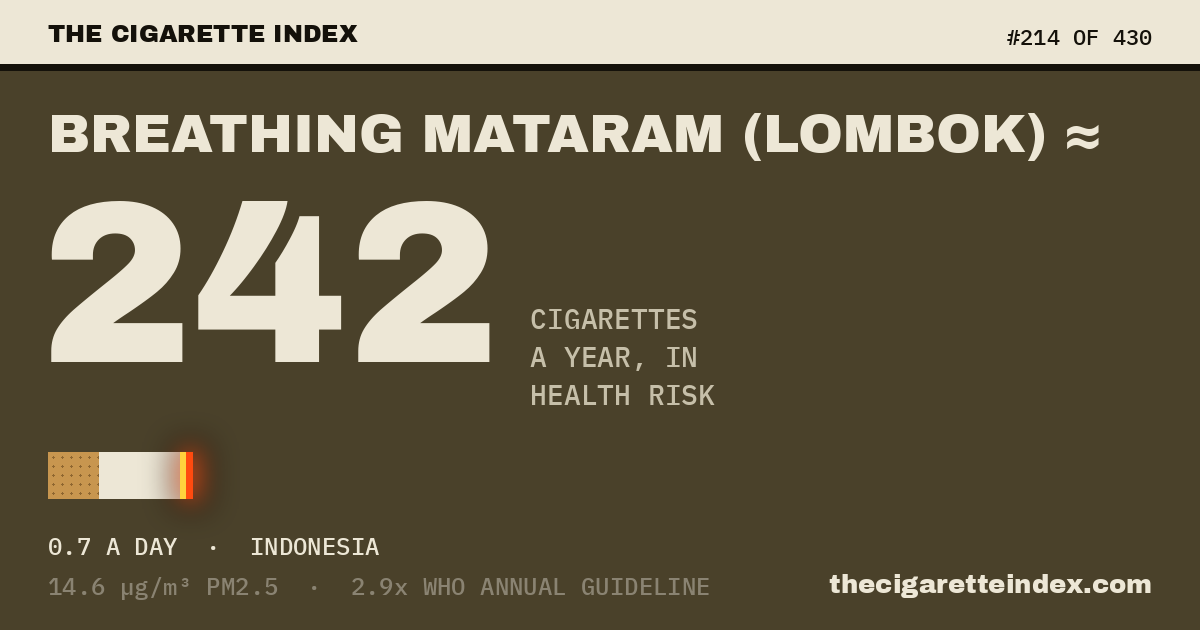 THE CIGARETTE INDEX
#214 OF 430
BREATHING MATARAM (LOMBOK) ≈
242
CIGARETTES
A YEAR, IN
HEALTH RISK
0.7 A DAY · INDONESIA
14.6 µg/m³ PM2.5 · 2.9x WHO ANNUAL GUIDELINE
thecigaretteindex.com